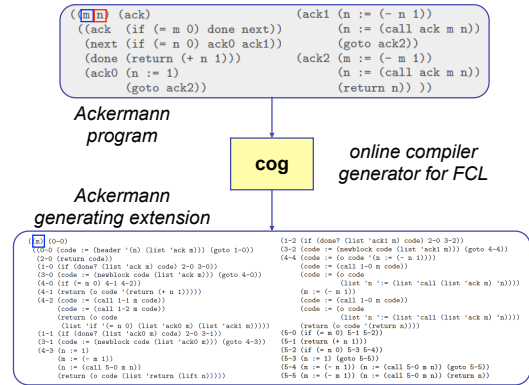 ((m n) (ack)
((ack (if (= m 0) done next))
(next (if (= n 0) ack0 ack1))
(done (return (+ n 1)))
(ack0 (n := 1)
(goto ack2))
(ack1 (n := (- n 1))
(n := (call ack m n))
(goto ack2))
(ack2 (m := (- m 1))
(n := (call ack m n))
(return n)) ))
Ackermann
program
cog
online compiler
generator for FCL
Ackermann
generating extension
((m) (0-0)
((0-0 (code := (header '(n) (list 'ack m))) (goto 1-0))
(2-0 (return code))
(1-0 (if (done? (list 'ack m) code) 2-0 3-0))
(3-0 (code := (newblock code (list 'ack m))) (goto 4-0))
(4-0 (if (= m 0) 4-1 4-2))
(4-1 (return (o code '(return (+ n 1)))))
(4-2 (code := (call 1-1 m code))
(code := (call 1-2 m code))
(return (o code
(list 'if '(= n 0) (list 'ack0 m) (list 'ack1 m)))))
(1-1 (if (done? (list 'ack0 m) code) 2-0 3-1))
(3-1 (code := (newblock code (list 'ack0 m))) (goto 4-3))
(4-3 (n := 1)
(m := (- m 1))
(n := (call 5-0 m n))
(return (o code (list 'return (lift n)))))
(1-2 (if (done? (list 'ack1 m) code) 2-0 3-2))
(3-2 (code := (newblock code (list 'ack1 m))) (goto 4-4))
(4-4 (code := (o code '(n := (- n 1))))
(code := (call 1-0 m code))
(code := (o code
(list 'n ':= (list 'call (list 'ack m) 'n))))
(m := (- m 1))
(code := (call 1-0 m code))
(code := (o code
(list 'n ':= (list 'call (list 'ack m) 'n))))
(return (o code '(return n))))
(5-0 (if (= m 0) 5-1 5-2))
(5-1 (return (+ n 1)))
(5-2 (if (= n 0) 5-3 5-4))
(5-3 (n := 1) (goto 5-5))
(5-4 (n := (- n 1)) (n := (call 5-0 m n)) (goto 5-5))
(5-5 (m := (- m 1)) (n := (call 5-0 m n)) (return n))